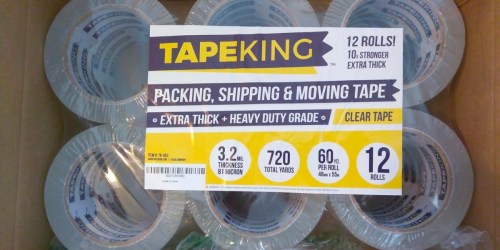 TAPEKING
12 ROLLS!
10x STRONGER
EXTRA THICK
PACKING, SHIPPING & MOVING TAPE
• EXTRA THICK + HEAVY DUTY GRADE •
CLEAR TAPE
3.2 MIL
THICKNESS
81 MICRON
720
TOTAL YARDS
60 YD.
PER ROLL
12
ROLLS